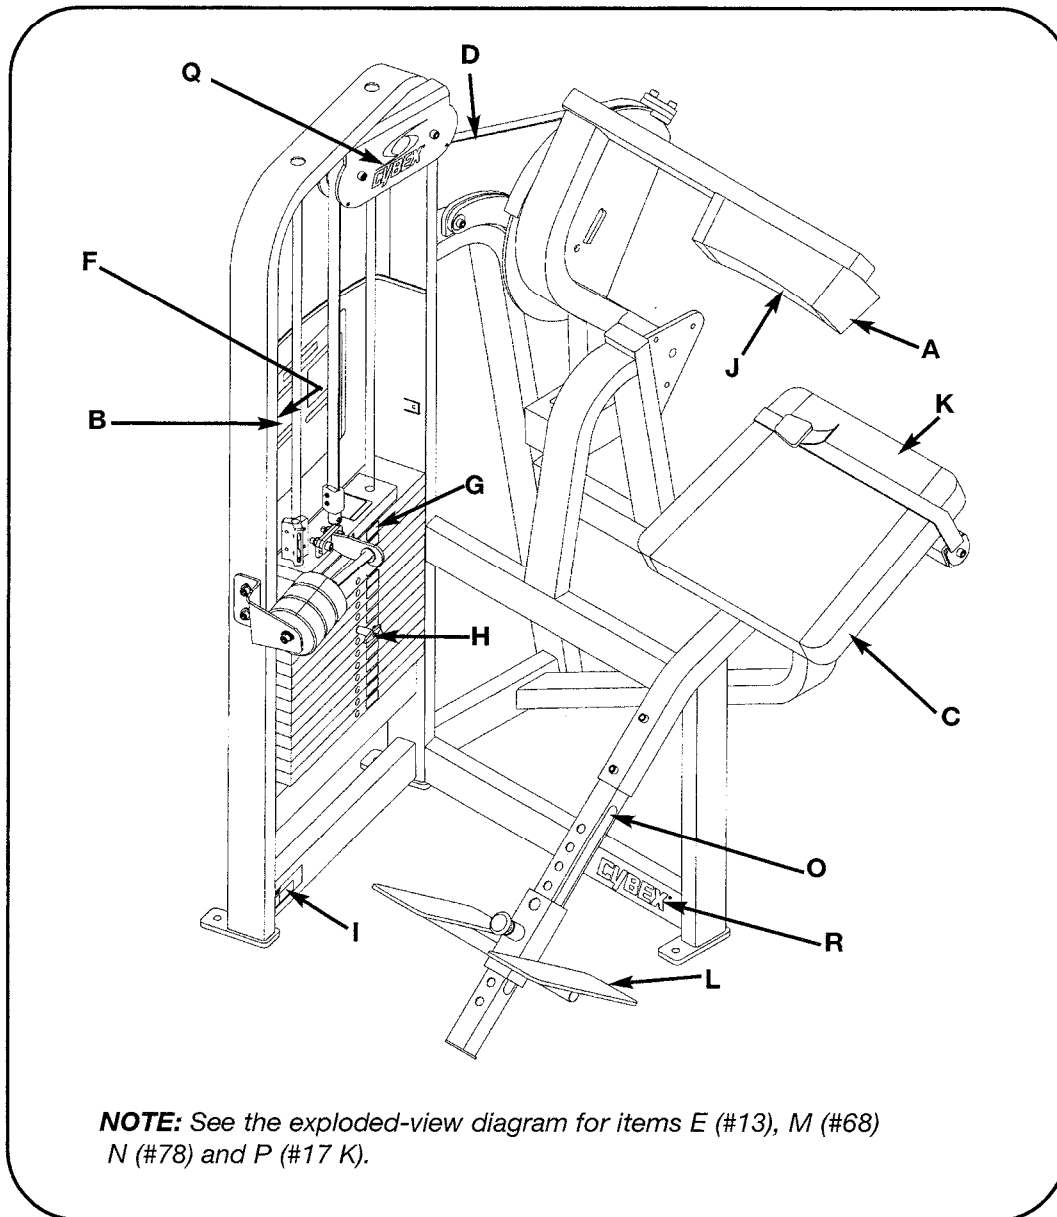 D
Q
CYBEX
F
A
J
B
K
G
H
C
O
CYBEX
I
R
L
NOTE: See the exploded-view diagram for items E (#13), M (#68)
N (#78) and P (#17 K).